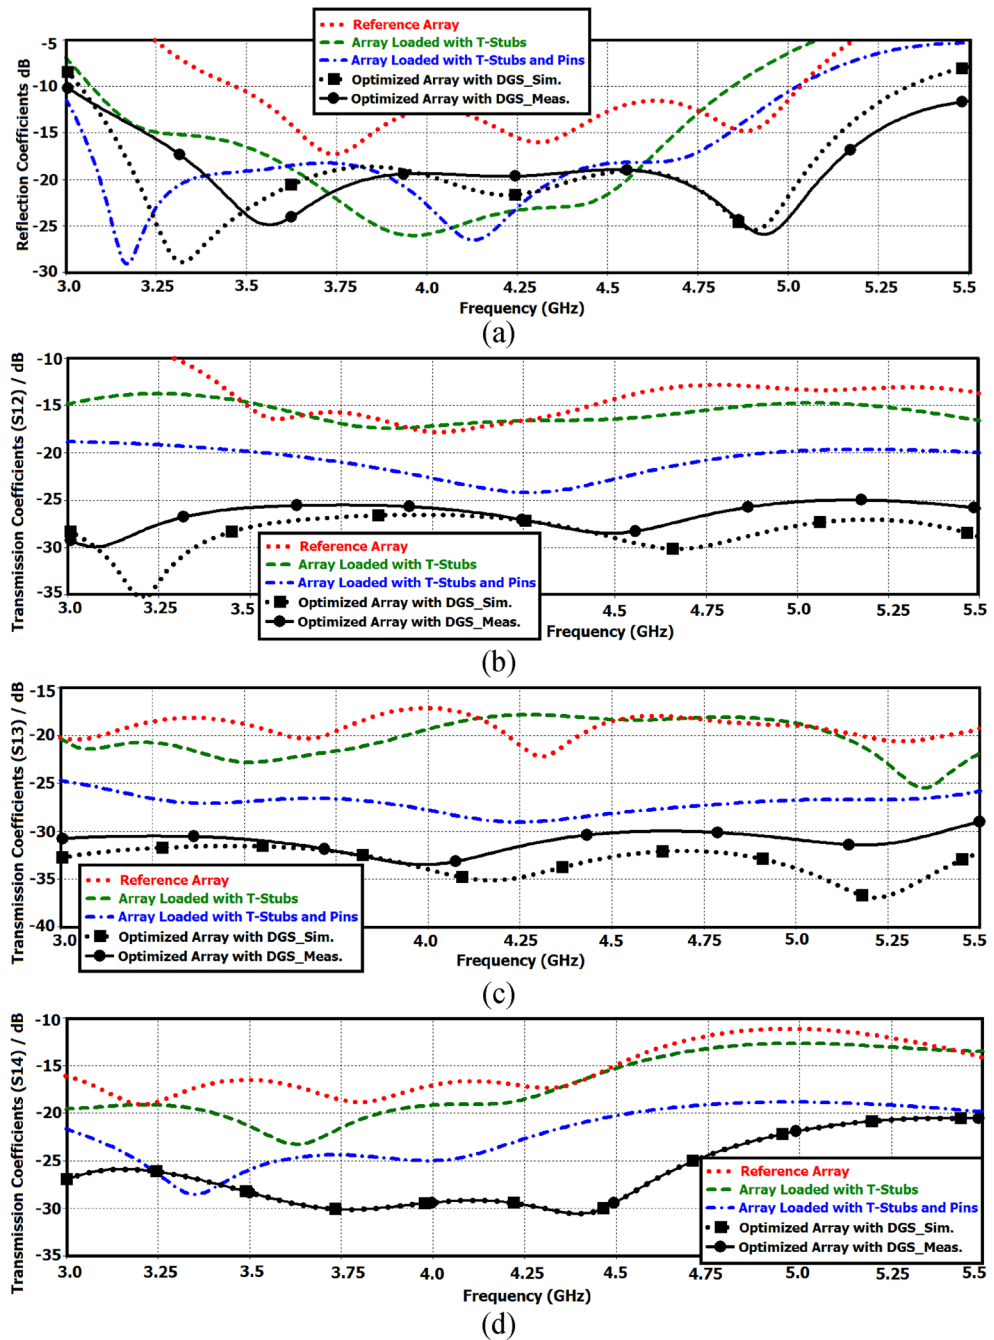 Reference Array
Array Loaded with T-Stubs
Array Loaded with T-Stubs and Pins
Optimized Array with DGS_Sim.
Optimized Array with DGS_Meas.
Reflection Coefficients dB
-5
-10
-15
-20
-25
-30
3.0 3.25 3.5 3.75 4.0 4.25 4.5 4.75 5.0 5.25 5.5
Frequency (GHz)
(a)
Transmission Coefficients (S12) / dB
-10
-15
-20
-25
-30
-35
3.0 3.25 3.5 4.5 4.75 5.0 5.25 5.5
Reference Array
Array Loaded with T-Stubs
Array Loaded with T-Stubs and Pins
Optimized Array with DGS_Sim.
Optimized Array with DGS_Meas.
Frequency (GHz)
(b)
Transmission Coefficients (S13) / dB
-15
-20
-25
-30
-35
-40
3.0 4.0 4.25 4.5 4.75 5.0 5.25 5.5
Reference Array
Array Loaded with T-Stubs
Array Loaded with T-Stubs and Pins
Optimized Array with DGS_Sim.
Optimized Array with DGS_Meas.
Frequency (GHz)
(c)
Transmission Coefficients (S14) / dB
-10
-15
-20
-25
-30
-35
Reference Array
Array Loaded with T-Stubs
Array Loaded with T-Stubs and Pins
Optimized Array with DGS_Sim.
Optimized Array with DGS_Meas.
3.0 3.25 3.5 3.75 4.0 4.25 4.5 4.75 5.0 5.25 5.5
Frequency (GHz)
(d)